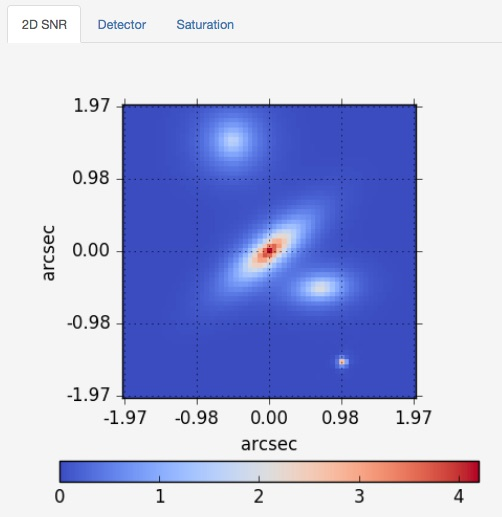 2D SNR Detector Saturation
1.97
0.98
0.00
-0.98
-1.97
arcsec
-1.97 -0.98 0.00 0.98 1.97
arcsec
0 1 2 3 4